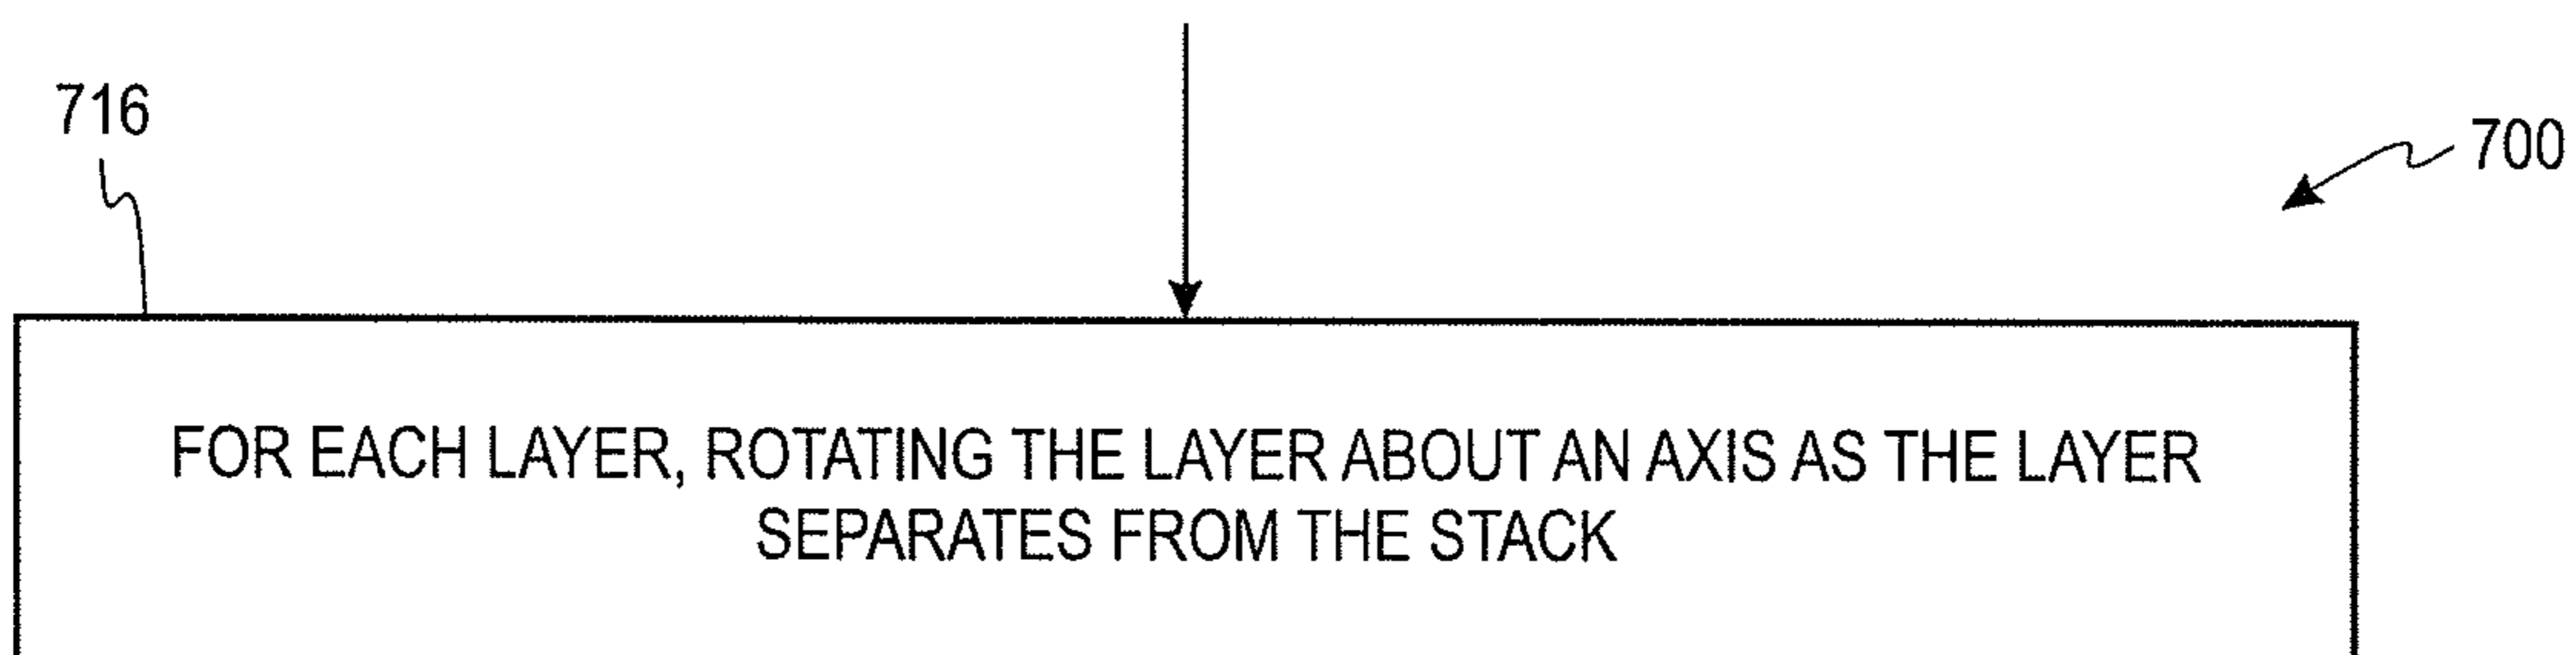 716
700
FOR EACH LAYER, ROTATING THE LAYER ABOUT AN AXIS AS THE LAYER
SEPARATES FROM THE STACK